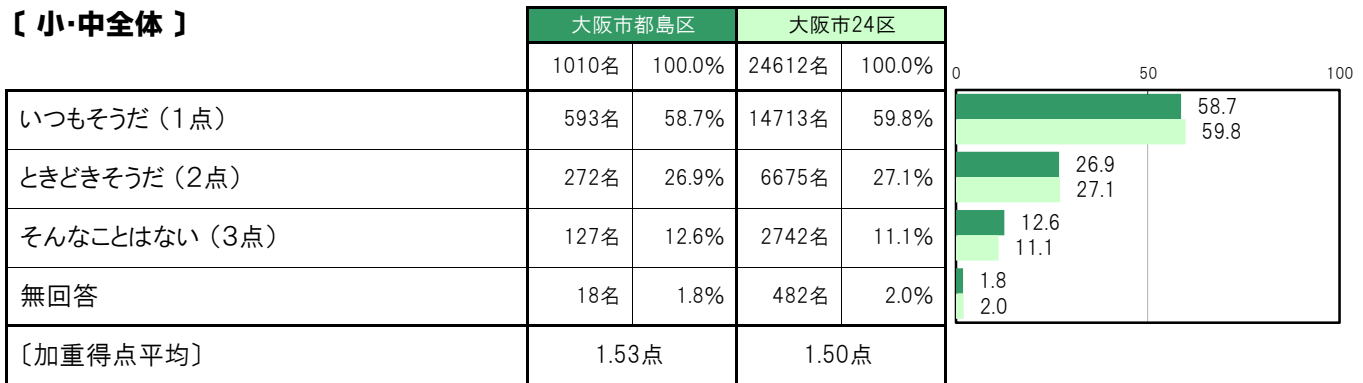 〔 小・中全体 〕
大阪市都島区 大阪市24区
1010名 100.0% 24612名 100.0%
0 50 100
いつもそうだ（1点） 593名 58.7% 14713名 59.8%
58.7
59.8
ときどきそうだ（2点） 272名 26.9% 6675名 27.1%
26.9
27.1
そんなことはない（3点） 127名 12.6% 2742名 11.1%
12.6
11.1
無回答 18名 1.8% 482名 2.0%
1.8
2.0
〔加重得点平均〕 1.53点 1.50点